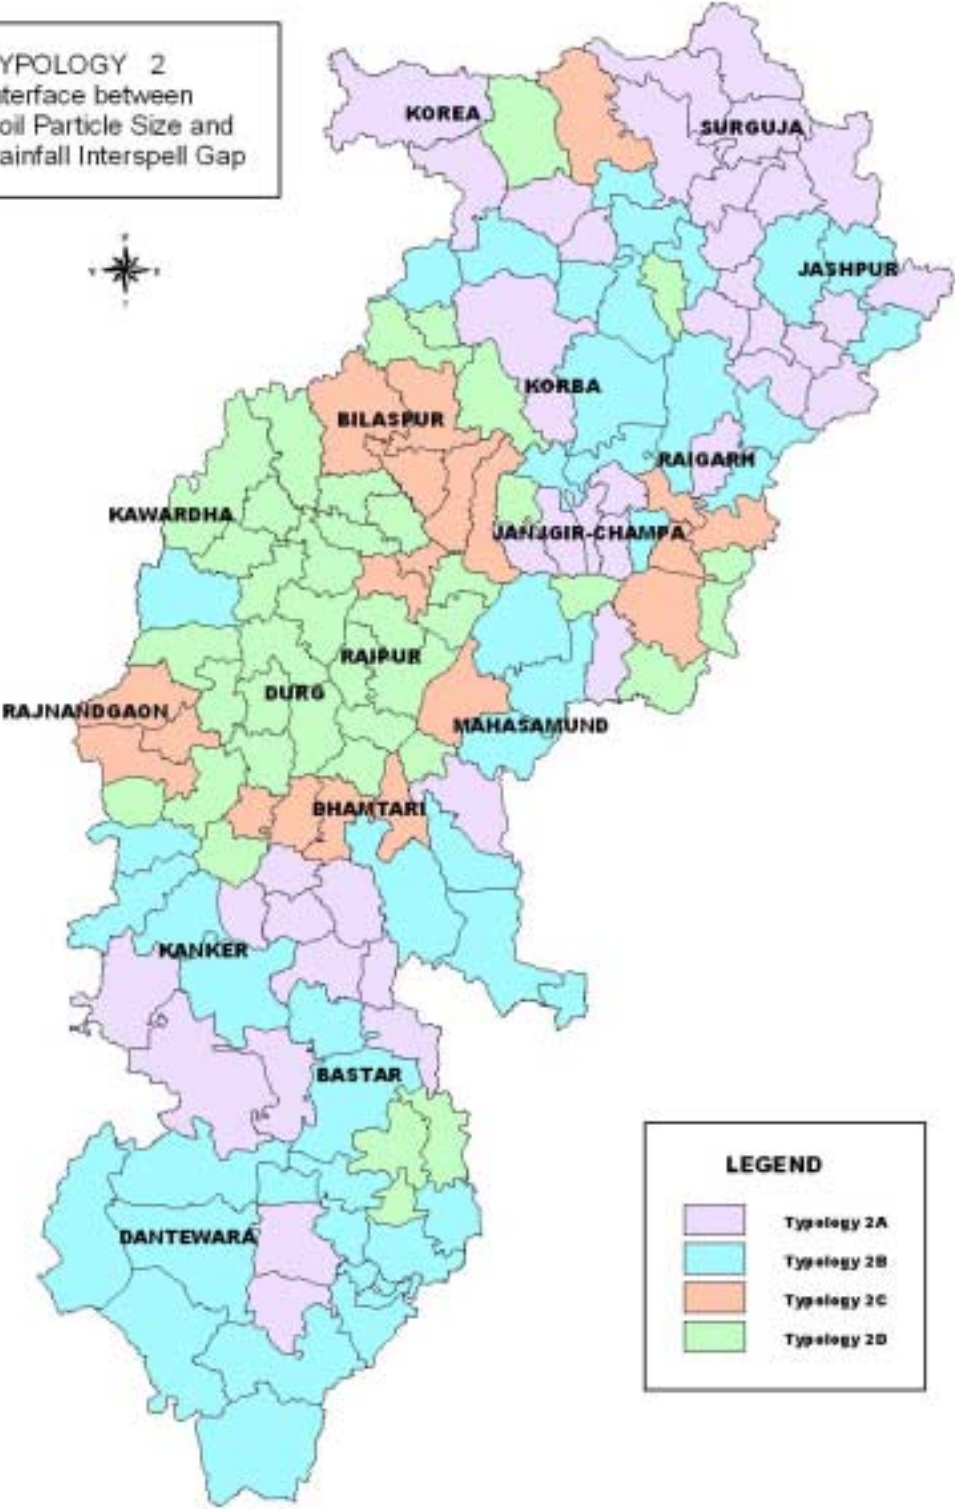 YPOLOGY 2
nterface between
oil Particle Size and
ainfall Interspell Gap
KOREA
SURGUJA
JASHPUR
KORBA
BILASPUR
RAIGARH
KAWARDHA
JANJGIR-CHAMPA
RAIPUR
DURG
RAJNANDGAON
MAHASAMUND
DHAMTARI
KANKER
BASTAR
DANTEWARA
LEGEND
Typology 2A
Typology 2B
Typology 2C
Typology 2D